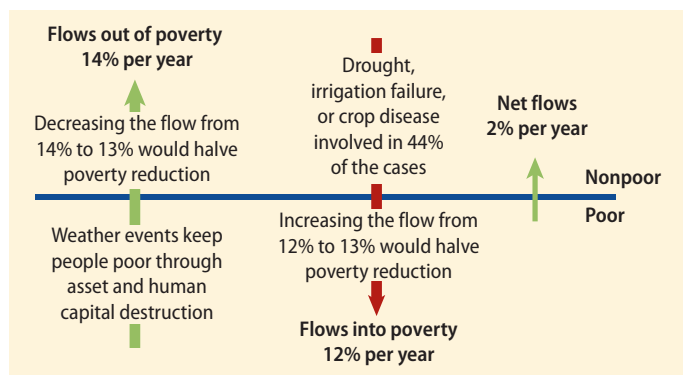 Flows out of poverty
14% per year
Decreasing the flow from
14% to 13% would halve
poverty reduction
Weather events keep
people poor through
asset and human
capital destruction
Drought,
irrigation failure,
or crop disease
involved in 44%
of the cases
Increasing the flow from
12% to 13% would halve
poverty reduction
Flows into poverty
12% per year
Net flows
2% per year
Nonpoor
Poor